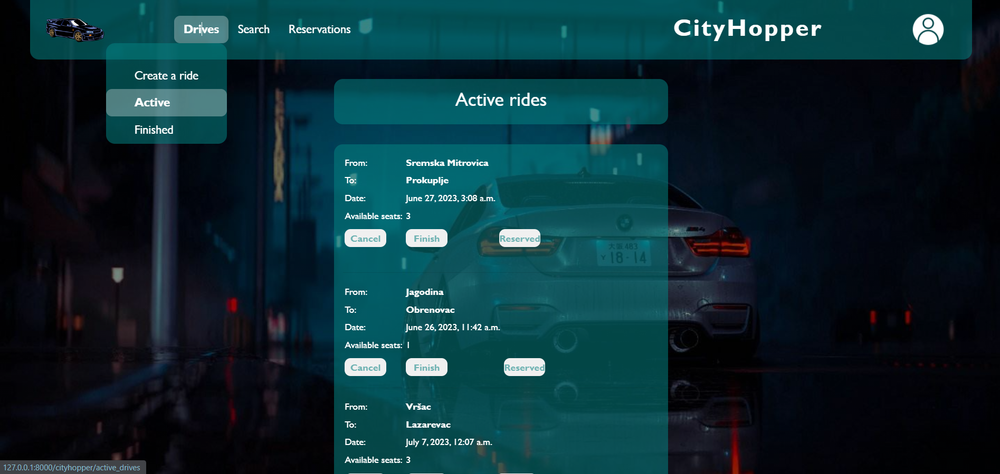 Drives Search Reservations CityHopper
Create a ride
Active
Finished
Active rides
From: Sremska Mitrovica
To: Prokuplje
Date: June 27, 2023, 3:08 a.m.
Available seats: 3
Cancel Finish Reserved
大阪 483
Y 18-14
From: Jagodina
To: Obrenovac
Date: June 26, 2023, 11:42 a.m.
Available seats: 1
Cancel Finish Reserved
From: Vršac
To: Lazarevac
Date: July 7, 2023, 12:07 a.m.
Available seats: 3
127.0.0.1:8000/cityhopper/active_drives